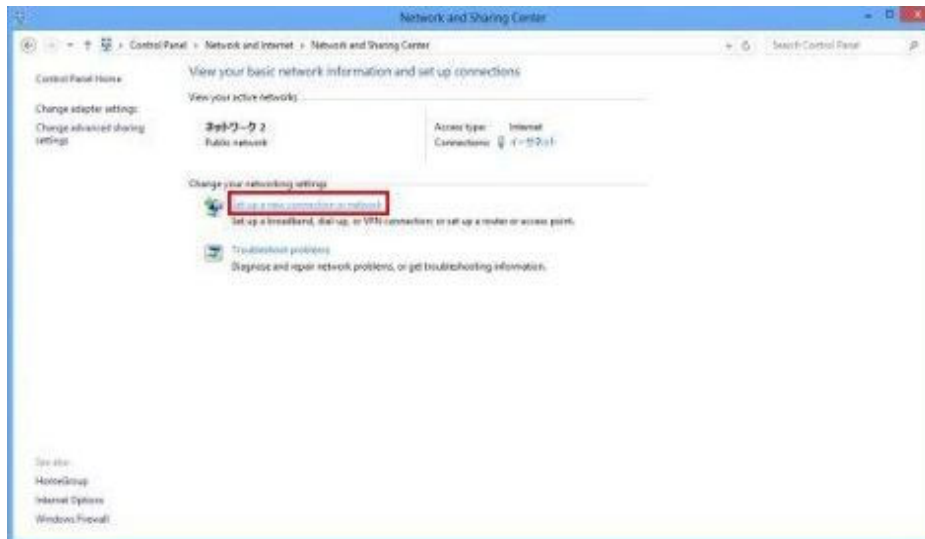 Network and Sharing Center
Control Panel › Network and Internet › Network and Sharing Center
Search Control Panel
Control Panel Home
Change adapter settings
Change advanced sharing
settings
View your basic network information and set up connections
View your active networks
ネットワーク 2
Public network
Access type: Internet
Connections: イーサネット
Change your networking settings
Set up a new connection or network
Set up a broadband, dial-up, or VPN connection; or set up a router or access point.
Troubleshoot problems
Diagnose and repair network problems, or get troubleshooting information.
See also
HomeGroup
Internet Options
Windows Firewall